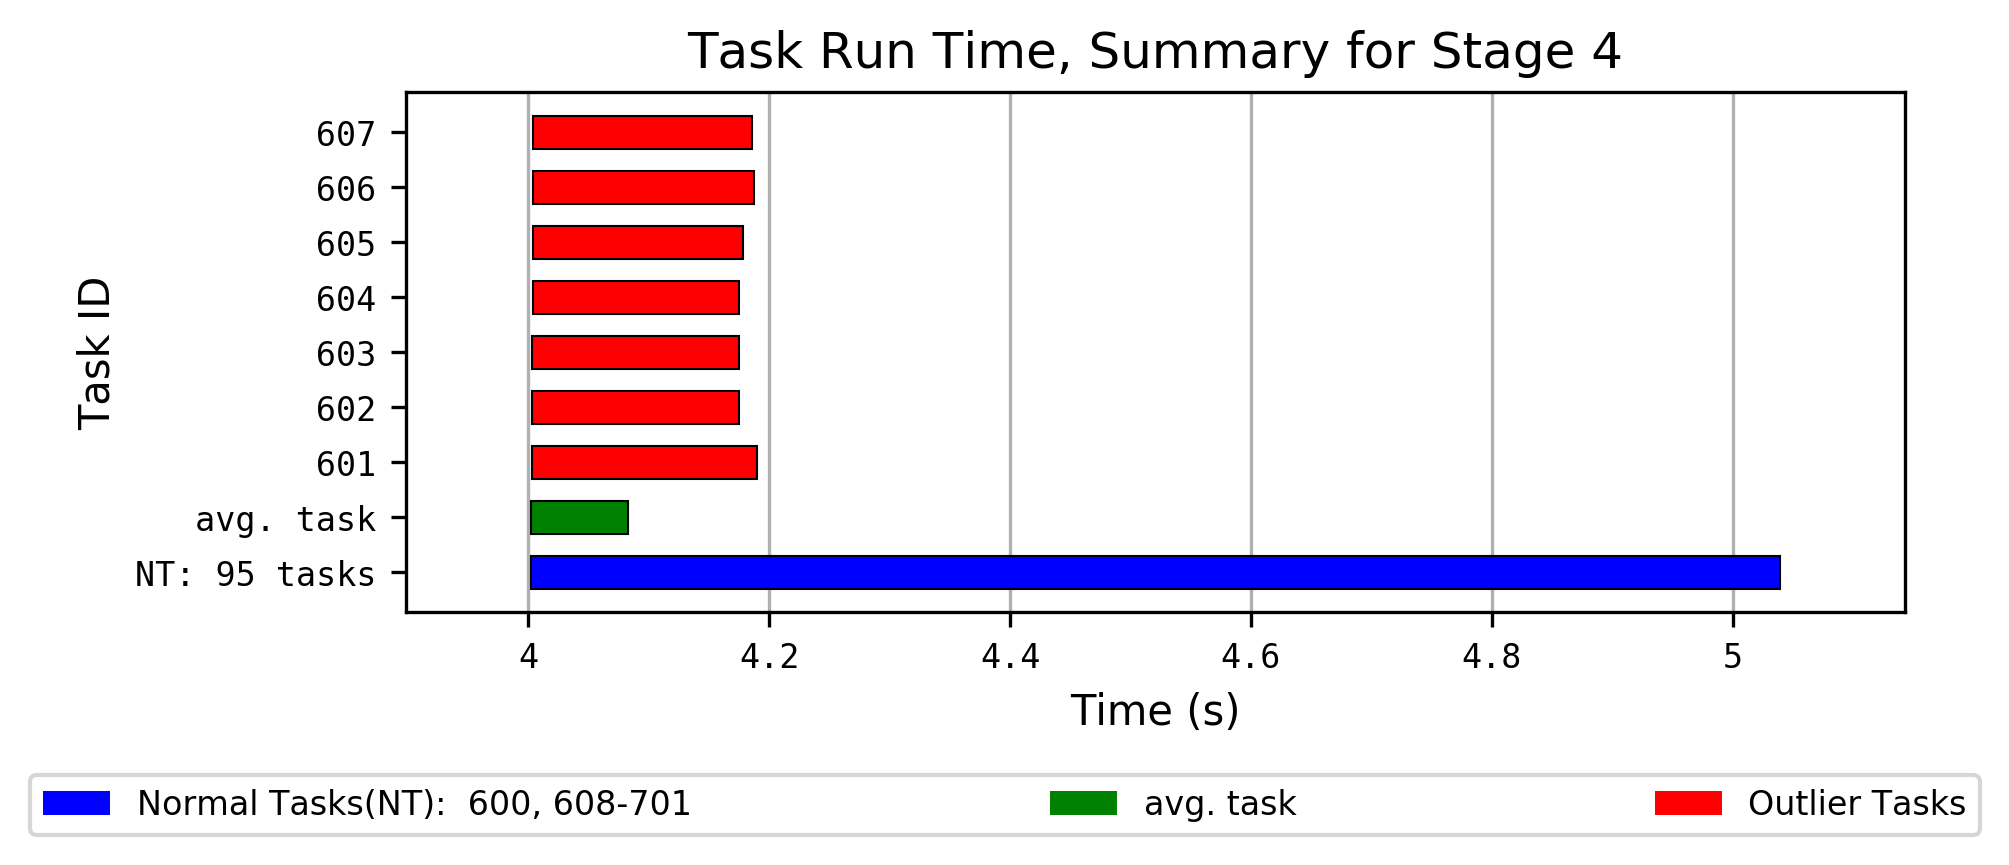 Task Run Time, Summary for Stage 4
Task ID
607
606
605
604
603
602
601
avg. task
NT: 95 tasks
4 4.2 4.4 4.6 4.8 5
Time (s)
Normal Tasks(NT):  600, 608-701 avg. task Outlier Tasks